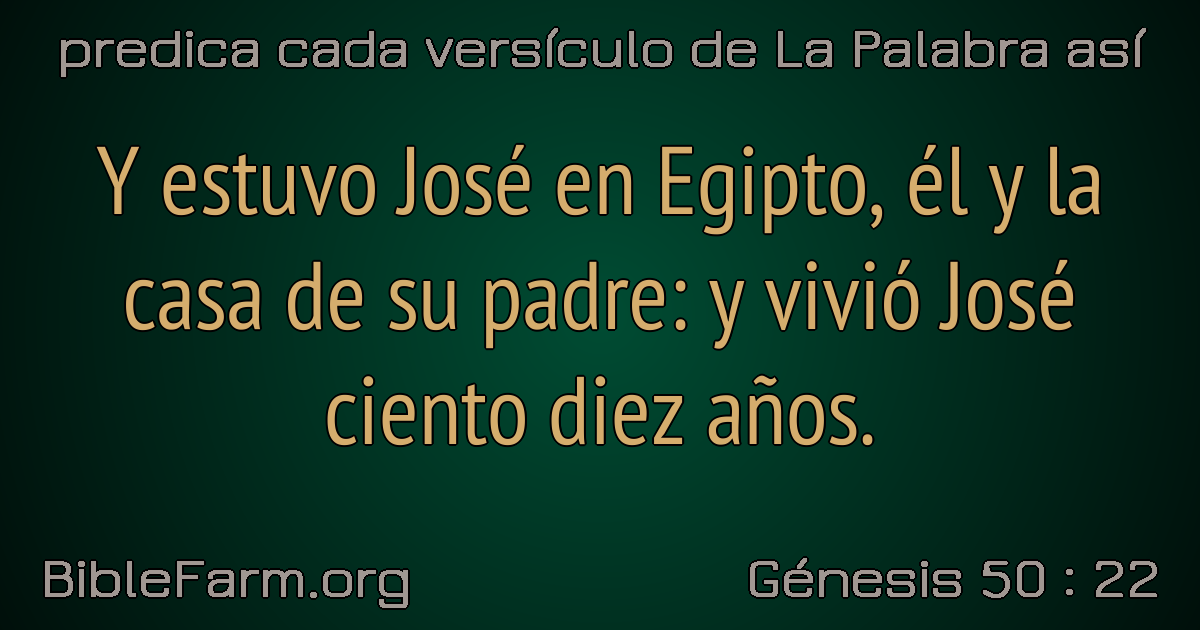 predica cada versículo de La Palabra así
Y estuvo José en Egipto, él y la
casa de su padre: y vivió José
ciento diez años.
BibleFarm.org
Génesis 50 : 22